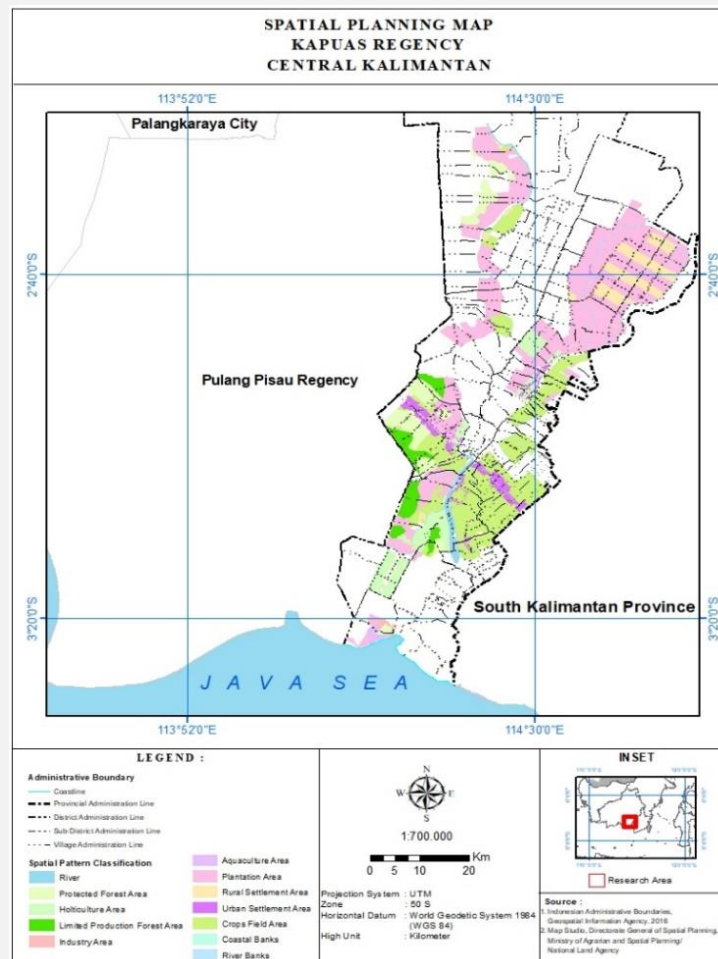 SPATIAL PLANNING MAP
KAPUAS REGENCY
CENTRAL KALIMANTAN
113°52'0"E
114°30'0"E
Palangkaraya City
2°40'0"S
2°40'0"S
Pulang Pisau Regency
South Kalimantan Province
3°20'0"S
3°20'0"S
JAVA SEA
113°52'0"E
114°30'0"E
LEGEND :
Administrative Boundary
Coastline
Provincial Administration Line
District Administration Line
Sub District Administration Line
Village Administration Line
Spatial Pattern Classification
River
Protected Forest Area
Holticulture Area
Limited Production Forest Area
Industry Area
Aquaculture Area
Plantation Area
Rural Settlement Area
Urban Settlement Area
Crops Field Area
Coastal Banks
River Banks
N
W E
S
1:700.000
Km
0 5 10 20
Projection System : UTM
Zone : 50 S
Horizontal Datum : World Geodetic System 1984
(WGS 84)
High Unit : Kilometer
INSET
Research Area
Source :
1. Indonesian Administrative Boundaries,
Geospatial Information Agency, 2016
2. Map Studio, Directorate General of Spatial Planning,
Ministry of Agrarian and Spatial Planning/
National Land Agency